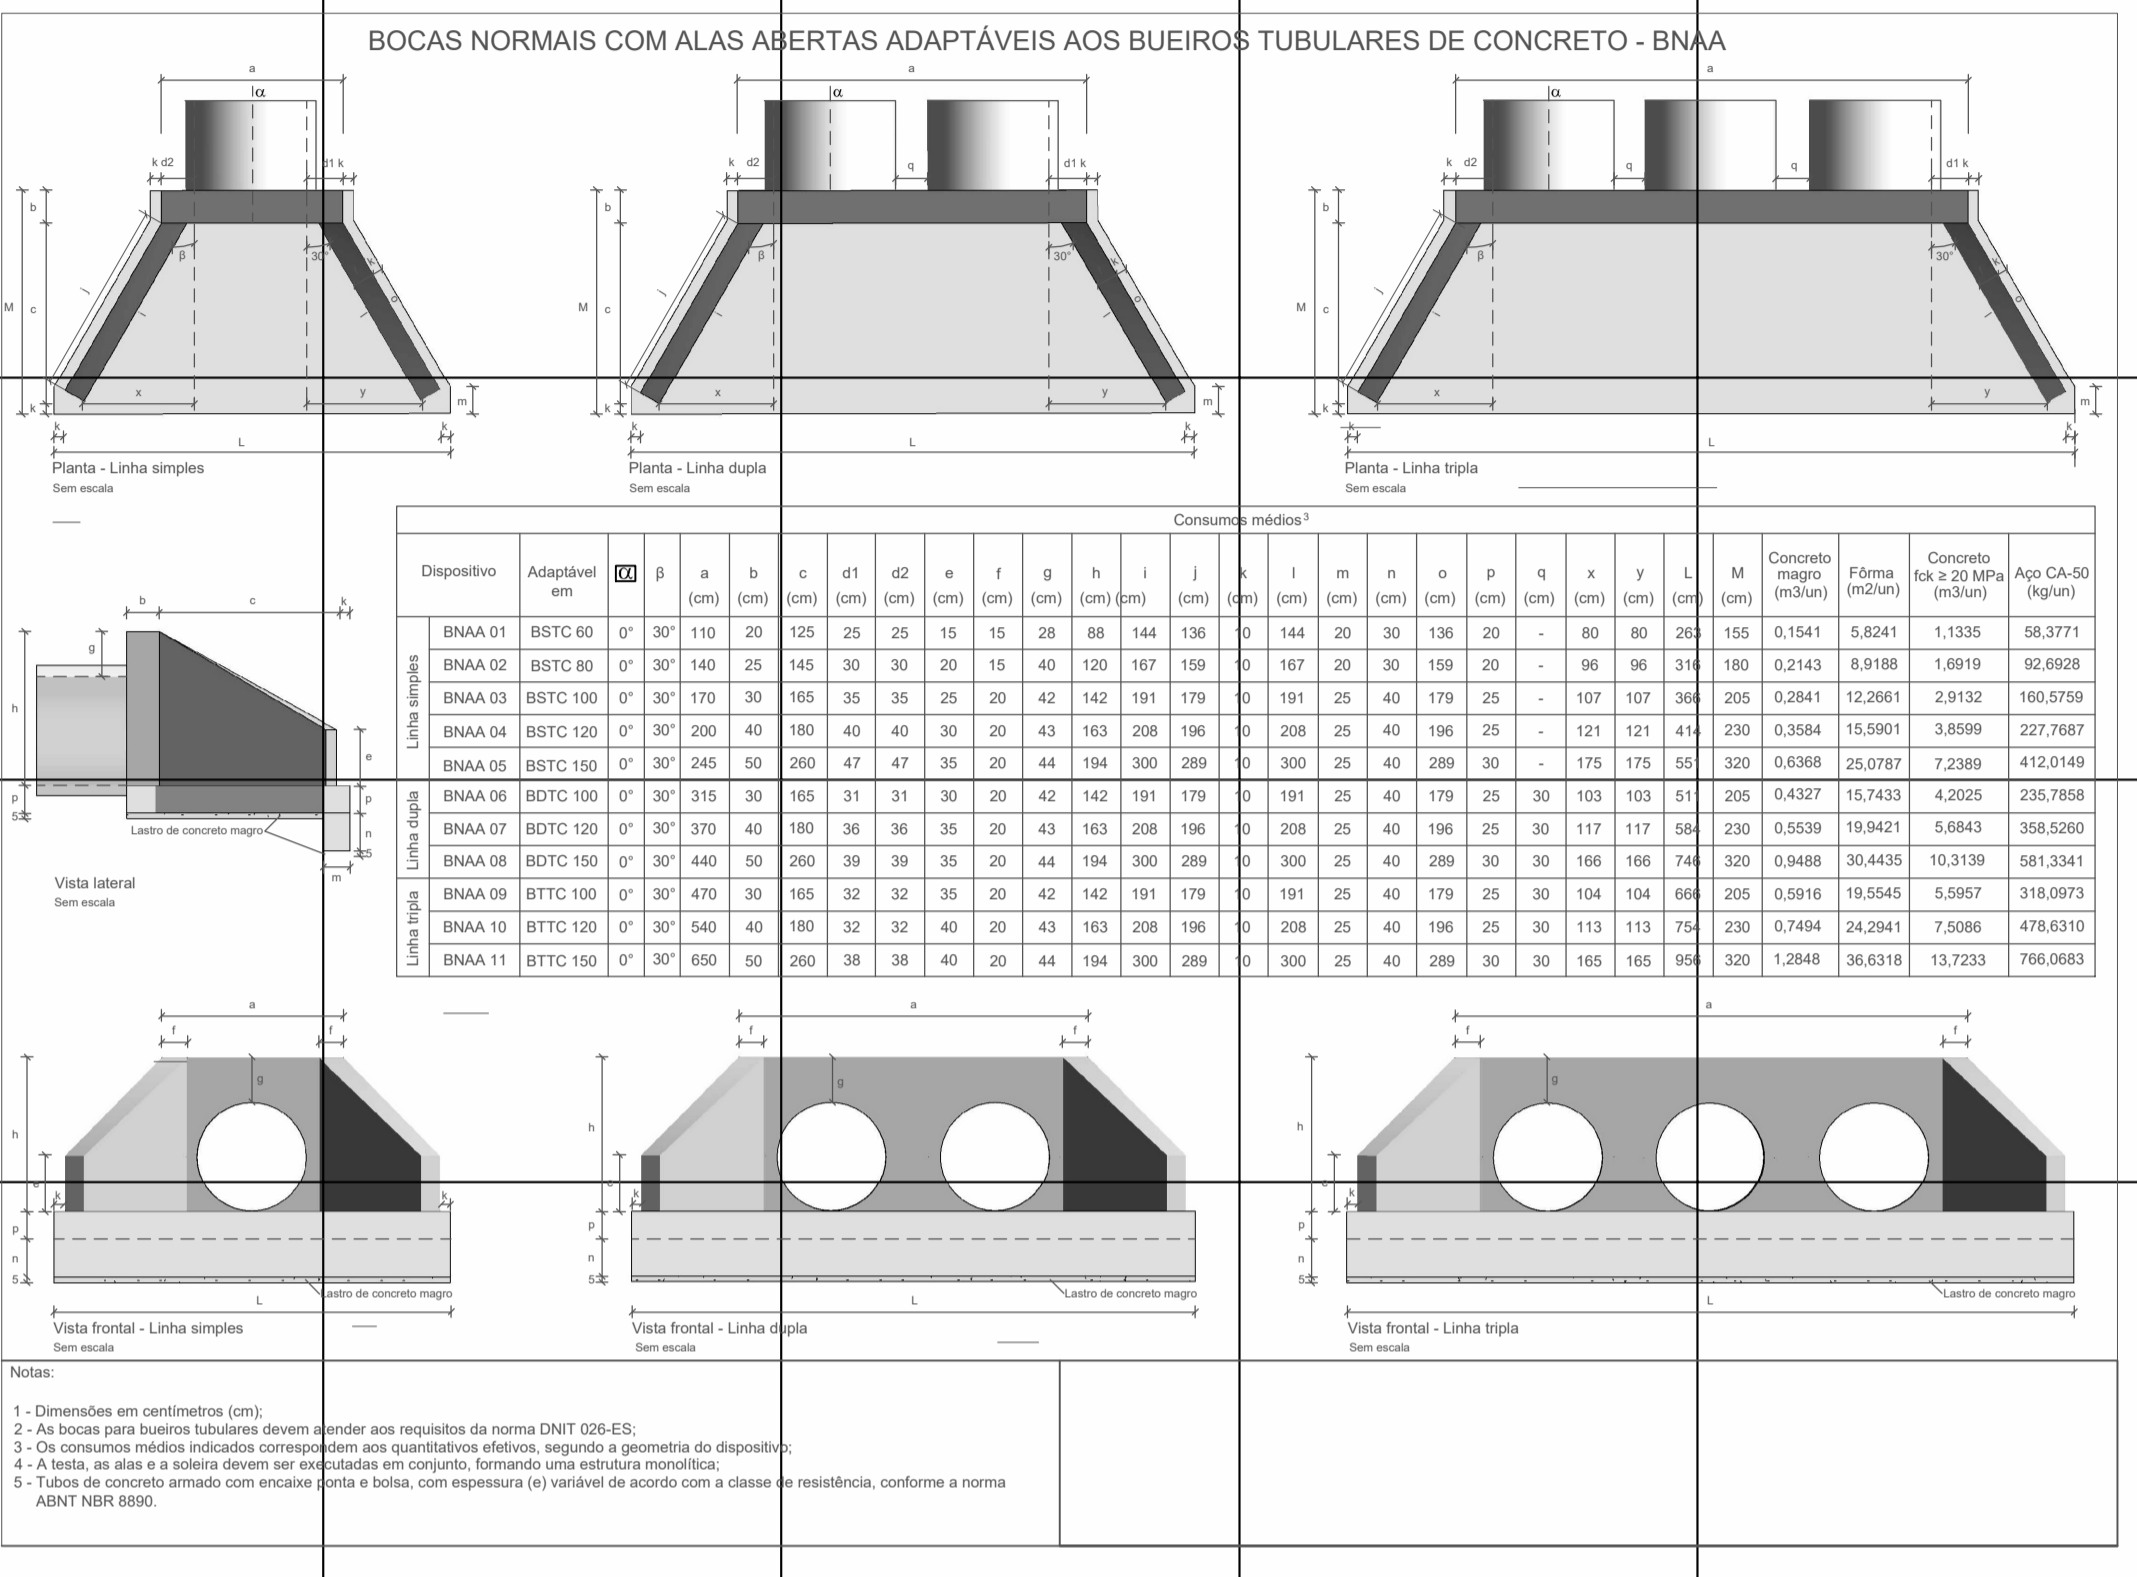 BOCAS NORMAIS COM ALAS ABERTAS ADAPTÁVEIS AOS BUEIROS TUBULARES DE CONCRETO - BNAA
a a a
α α α
k d2 d1 k k d2 q d1 k k d2 q q d1 k
b b b
β 30° β 30° β 30°
k k k
j i o j i o j i o
M c M c M c
x y m x y m x y m
k k k
k k k k k k
L L L
Planta - Linha simples Planta - Linha dupla Planta - Linha tripla
Sem escala Sem escala Sem escala
Consumos médios³
Dispositivo Adaptável em α β a (cm) b (cm) c (cm) d1 (cm) d2 (cm) e (cm) f (cm) g (cm) h (cm) i (cm) j (cm) k (cm) l (cm) m (cm) n (cm) o (cm) p (cm) q (cm) x (cm) y (cm) L (cm) M (cm) Concreto magro (m3/un) Fôrma (m2/un) Concreto fck ≥ 20 MPa (m3/un) Aço CA-50 (kg/un)
Linha simples
BNAA 01 BSTC 60 0° 30° 110 20 125 25 25 15 15 28 88 144 136 10 144 20 30 136 20 - 80 80 263 155 0,1541 5,8241 1,1335 58,3771
BNAA 02 BSTC 80 0° 30° 140 25 145 30 30 20 15 40 120 167 159 10 167 20 30 159 20 - 96 96 316 180 0,2143 8,9188 1,6919 92,6928
BNAA 03 BSTC 100 0° 30° 170 30 165 35 35 25 20 42 142 191 179 10 191 25 40 179 25 - 107 107 366 205 0,2841 12,2661 2,9132 160,5759
BNAA 04 BSTC 120 0° 30° 200 40 180 40 40 30 20 43 163 208 196 10 208 25 40 196 25 - 121 121 414 230 0,3584 15,5901 3,8599 227,7687
BNAA 05 BSTC 150 0° 30° 245 50 260 47 47 35 20 44 194 300 289 10 300 25 40 289 30 - 175 175 551 320 0,6368 25,0787 7,2389 412,0149
Linha dupla
BNAA 06 BDTC 100 0° 30° 315 30 165 31 31 30 20 42 142 191 179 10 191 25 40 179 25 30 103 103 511 205 0,4327 15,7433 4,2025 235,7858
BNAA 07 BDTC 120 0° 30° 370 40 180 36 36 35 20 43 163 208 196 10 208 25 40 196 25 30 117 117 584 230 0,5539 19,9421 5,6843 358,5260
BNAA 08 BDTC 150 0° 30° 440 50 260 39 39 35 20 44 194 300 289 10 300 25 40 289 30 30 166 166 746 320 0,9488 30,4435 10,3139 581,3341
Linha tripla
BNAA 09 BTTC 100 0° 30° 470 30 165 32 32 35 20 42 142 191 179 10 191 25 40 179 25 30 104 104 666 205 0,5916 19,5545 5,5957 318,0973
BNAA 10 BTTC 120 0° 30° 540 40 180 32 32 40 20 43 163 208 196 10 208 25 40 196 25 30 113 113 754 230 0,7494 24,2941 7,5086 478,6310
BNAA 11 BTTC 150 0° 30° 650 50 260 38 38 40 20 44 194 300 289 10 300 25 40 289 30 30 165 165 956 320 1,2848 36,6318 13,7233 766,0683
b c k
g
h
e
p p
5 Lastro de concreto magro n
5
m
Vista lateral
Sem escala
a a a
f f f f f f
g g g
h h h
e e e
k k k k
p p p
n n n
5 5 5
Lastro de concreto magro Lastro de concreto magro Lastro de concreto magro
L L L
Vista frontal - Linha simples Vista frontal - Linha dupla Vista frontal - Linha tripla
Sem escala Sem escala Sem escala
Notas:
1 - Dimensões em centímetros (cm);
2 - As bocas para bueiros tubulares devem atender aos requisitos da norma DNIT 026-ES;
3 - Os consumos médios indicados correspondem aos quantitativos efetivos, segundo a geometria do dispositivo;
4 - A testa, as alas e a soleira devem ser executadas em conjunto, formando uma estrutura monolítica;
5 - Tubos de concreto armado com encaixe ponta e bolsa, com espessura (e) variável de acordo com a classe de resistência, conforme a norma
ABNT NBR 8890.